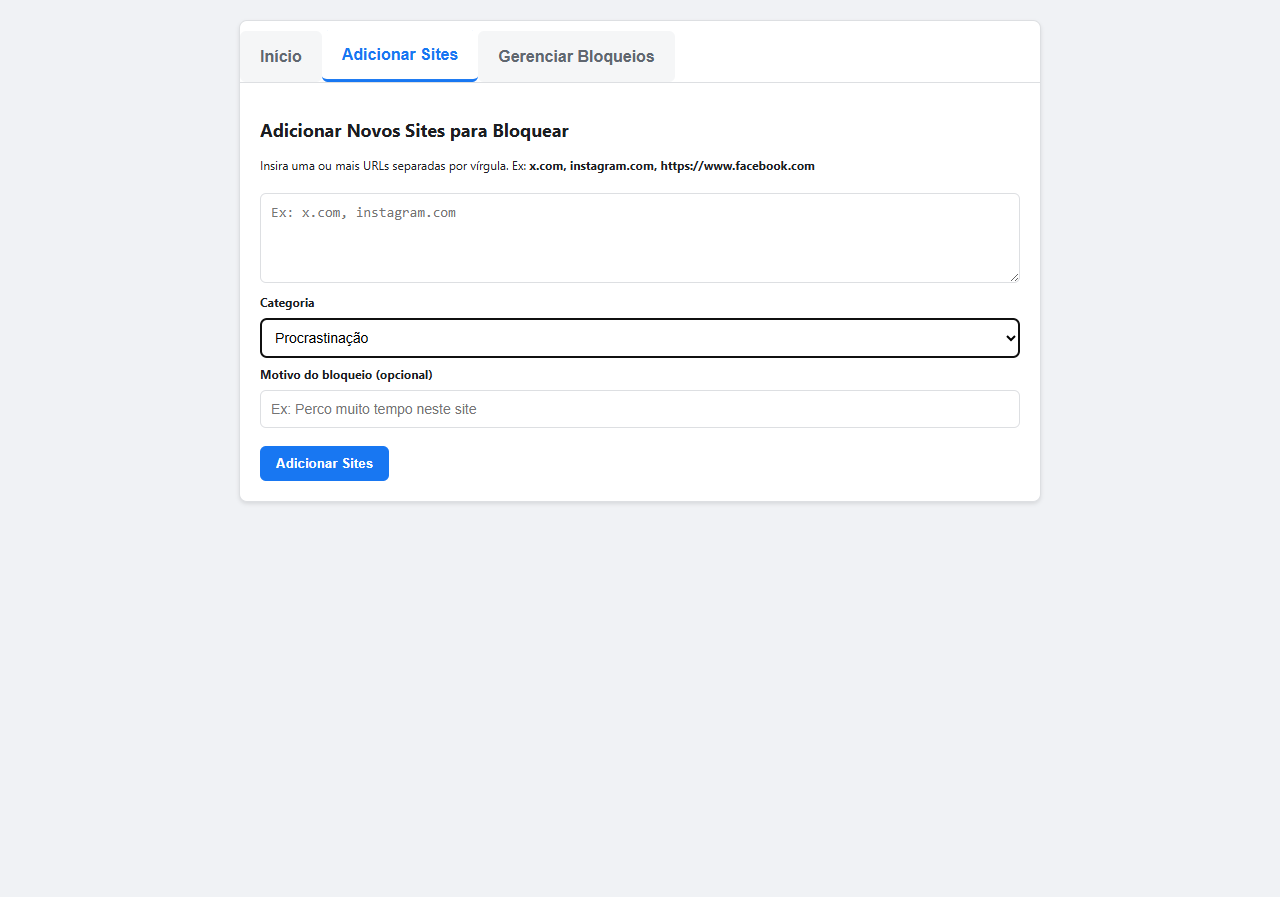 Início
Adicionar Sites
Gerenciar Bloqueios
Adicionar Novos Sites para Bloquear
Insira uma ou mais URLs separadas por vírgula. Ex: x.com, instagram.com, https://www.facebook.com
Ex: x.com, instagram.com
Categoria
Procrastinação
Motivo do bloqueio (opcional)
Ex: Perco muito tempo neste site
Adicionar Sites